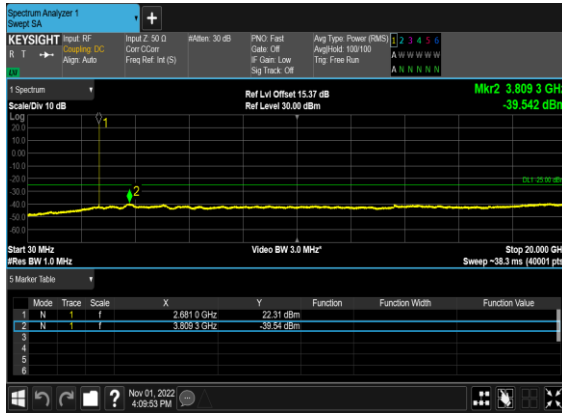 Spectrum Analyzer 1
Swept SA
+
KEYSIGHT Input: RF Input Z: 50 Ω #Atten: 30 dB PNO: Fast Avg Type: Power (RMS) 1 2 3 4 5 6
R T Coupling: DC Corr CCorr Gate: Off Avg|Hold: 100/100 A W W W W W
Align: Auto Freq Ref: Int (S) IF Gain: Low Trig: Free Run
Sig Track: Off A N N N N N
1 Spectrum
Ref Lvl Offset 15.37 dB Mkr2 3.809 3 GHz
Scale/Div 10 dB Ref Level 30.00 dBm -39.542 dBm
Log
20.0
10.0
0.00
-10.0
-20.0
-30.0
-40.0
-50.0
-60.0
1
2
DL1 -25.00 dB
Start 30 MHz Video BW 3.0 MHz* Stop 20.000 GH
#Res BW 1.0 MHz Sweep ~38.3 ms (40001 pts
5 Marker Table
Mode Trace Scale X Y Function Function Width Function Value
1 N 1 f 2.681 0 GHz 22.31 dBm
2 N 1 f 3.809 3 GHz -39.54 dBm
3
4
5
6
? Nov 01, 2022
4:09:53 PM